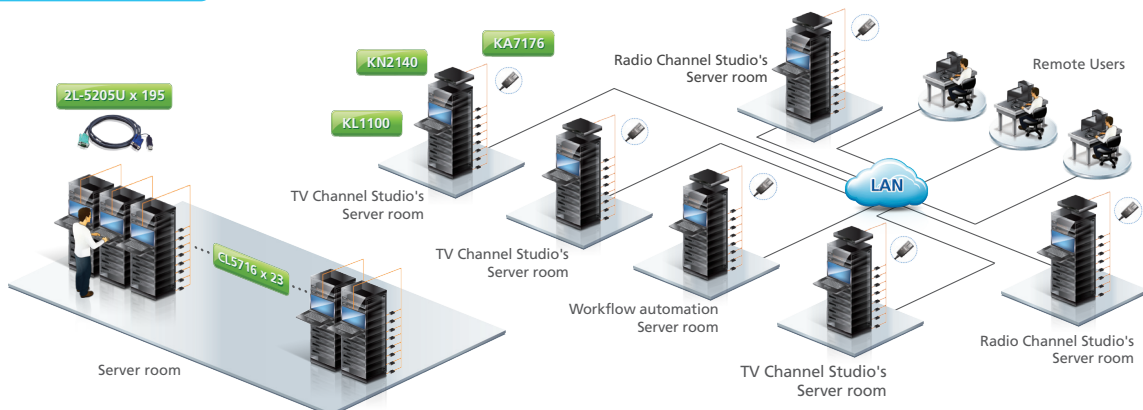 2L-5205U x 195
KN2140
KA7176
KL1100
TV Channel Studio's
Server room
Radio Channel Studio's
Server room
Remote Users
LAN
TV Channel Studio's
Server room
CL5716 x 23
Server room
Workflow automation
Server room
TV Channel Studio's
Server room
Radio Channel Studio's
Server room